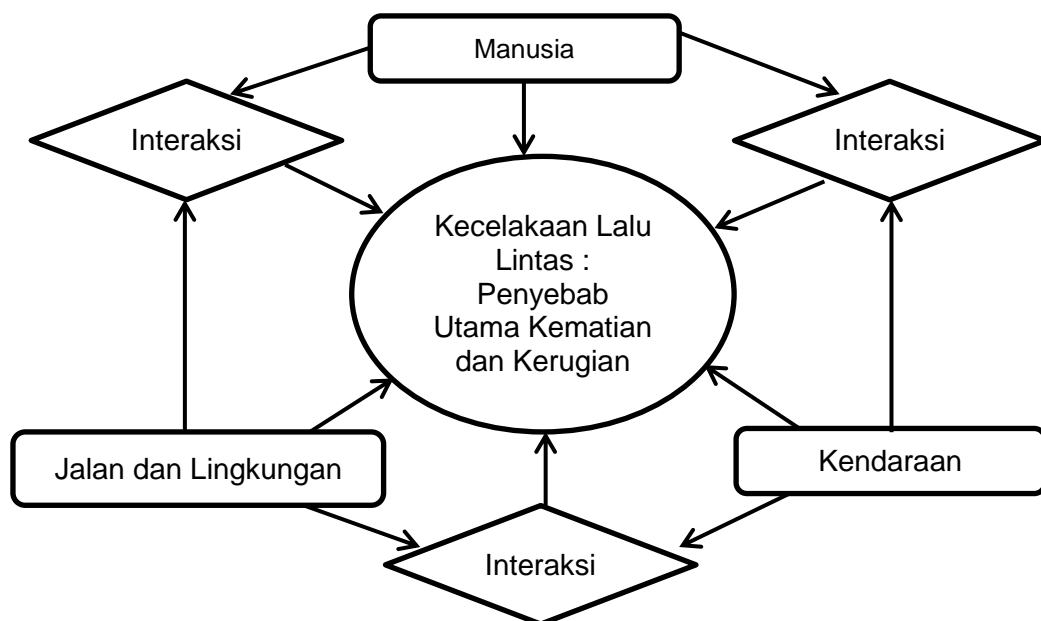 Manusia
Interaksi
Interaksi
Kecelakaan Lalu
Lintas :
Penyebab
Utama Kematian
dan Kerugian
Jalan dan Lingkungan
Kendaraan
Interaksi